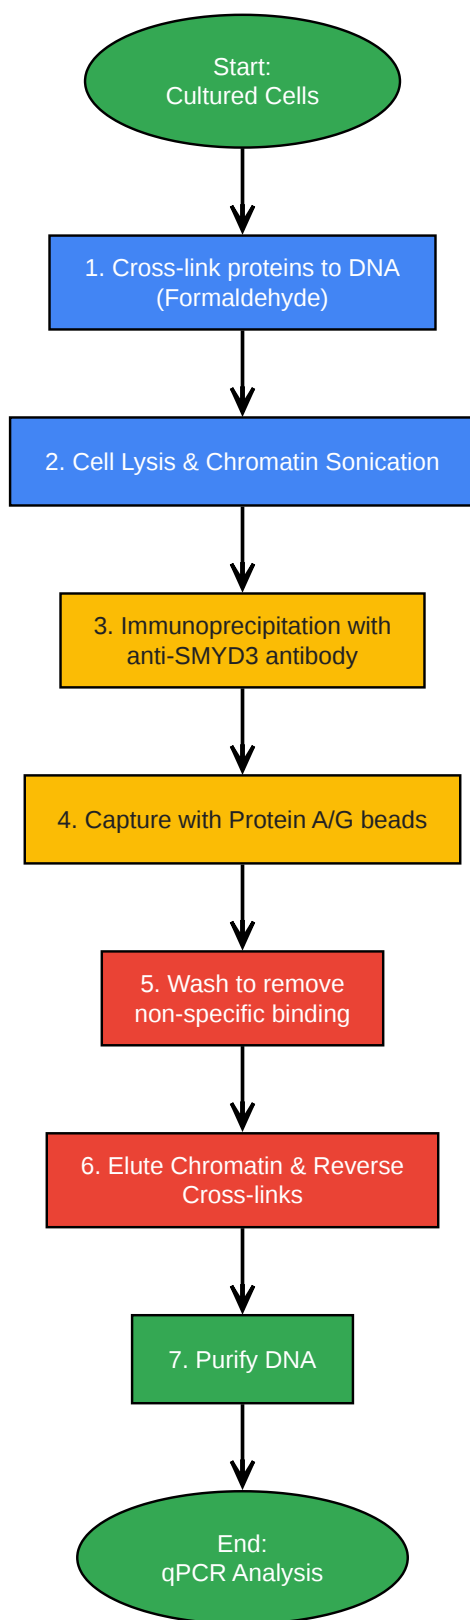 Start:
Cultured Cells
1. Cross-link proteins to DNA
(Formaldehyde)
2. Cell Lysis & Chromatin Sonication
3. Immunoprecipitation with
anti-SMYD3 antibody
4. Capture with Protein A/G beads
5. Wash to remove
non-specific binding
6. Elute Chromatin & Reverse
Cross-links
7. Purify DNA
End:
qPCR Analysis